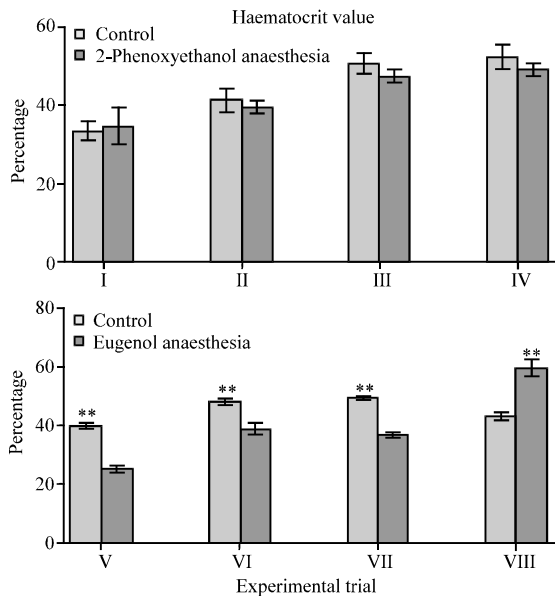 Haematocrit value
60
Control
2-Phenoxyethanol anaesthesia
40
Percentage
20
0
I II III IV
80
Control
Eugenol anaesthesia
60
**
** ** **
Percentage
40
20
0
V VI VII VIII
Experimental trial